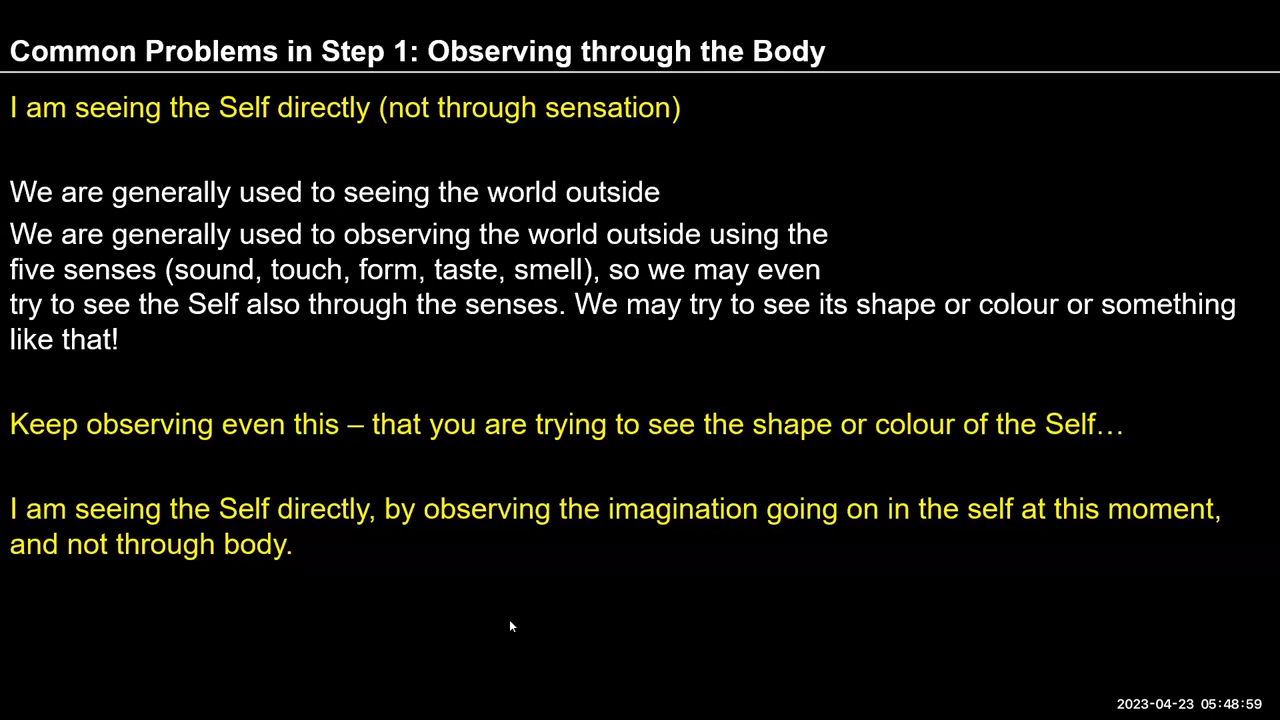 Common Problems in Step 1: Observing through the Body
I am seeing the Self directly (not through sensation)
We are generally used to seeing the world outside
We are generally used to observing the world outside using the
five senses (sound, touch, form, taste, smell), so we may even
try to see the Self also through the senses. We may try to see its shape or colour or something
like that!
Keep observing even this – that you are trying to see the shape or colour of the Self…
I am seeing the Self directly, by observing the imagination going on in the self at this moment,
and not through body.
2023-04-23 05:48:59